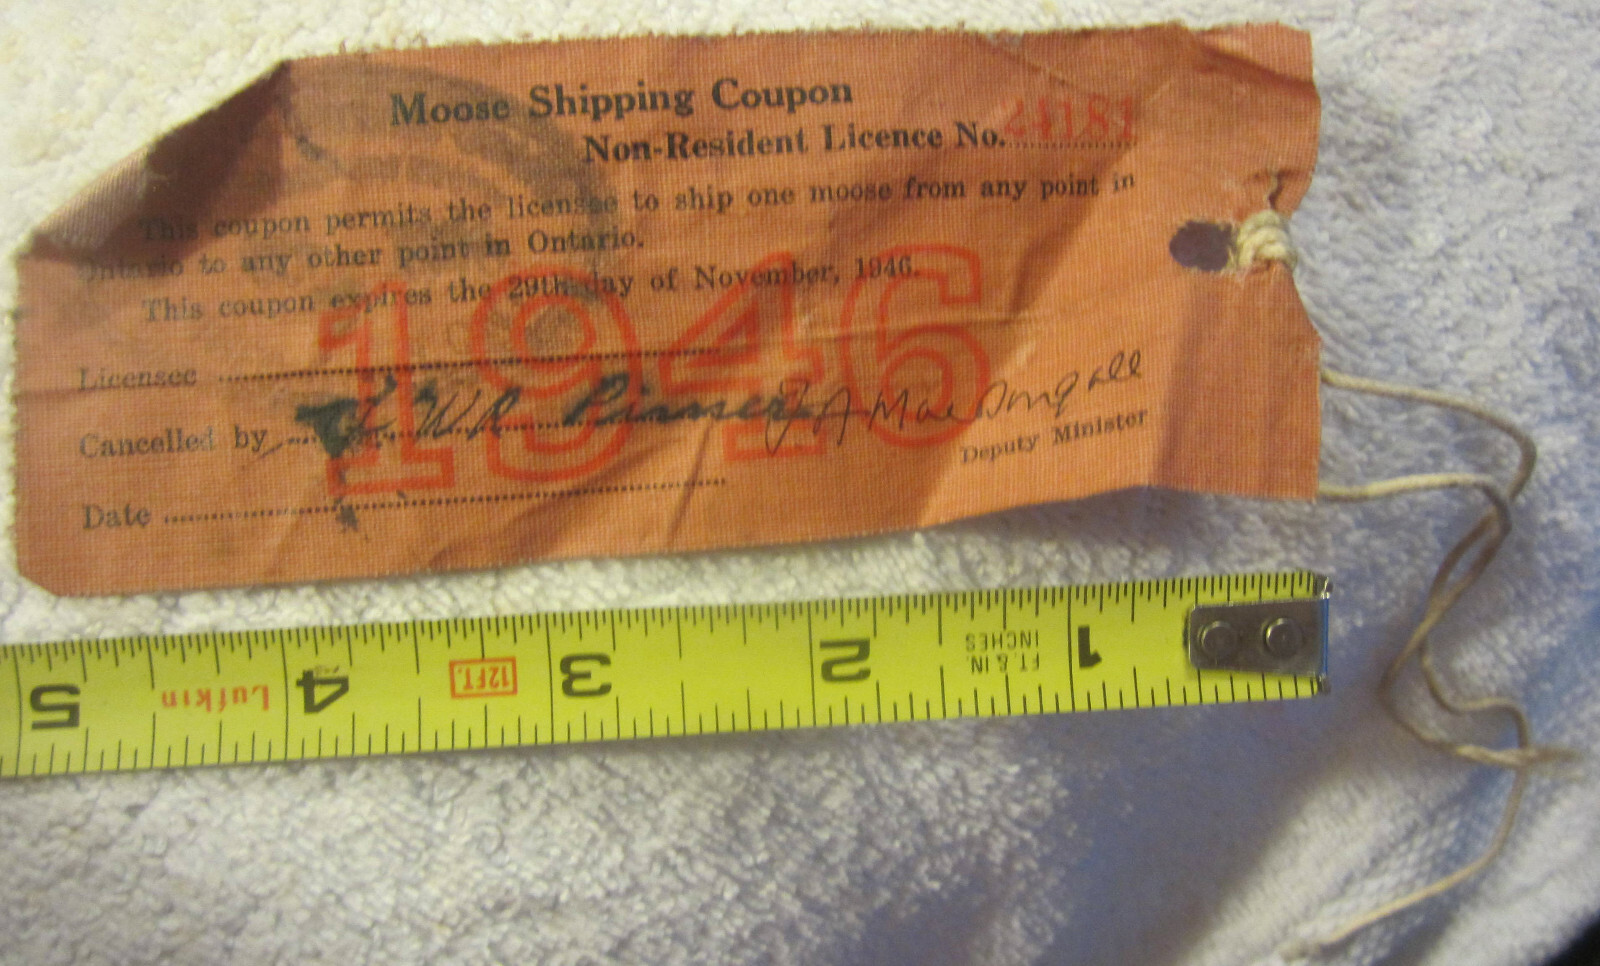 Moose Shipping Coupon
Non-Resident Licence No. 24181
This coupon permits the licensee to ship one moose from any point in
Ontario to any other point in Ontario.
This coupon expires the 29th day of November, 1946.
1946
Licensee
Cancelled by W.R.
Date
Deputy Minister
1
FT. & IN.
INCHES
2
3
12FT.
4
Lufkin
5